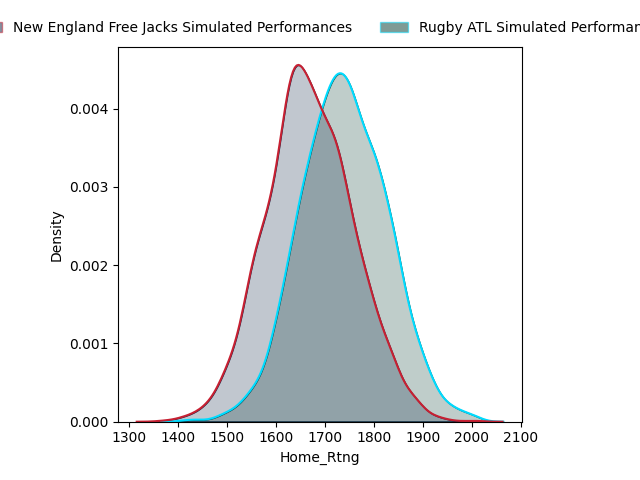 New England Free Jacks Simulated Performances
Rugby ATL Simulated
Density
0.004
0.003
0.002
0.001
0.000
1300 1400 1500 1600 1700 1800 1900 2000 2100
Home_Rtng